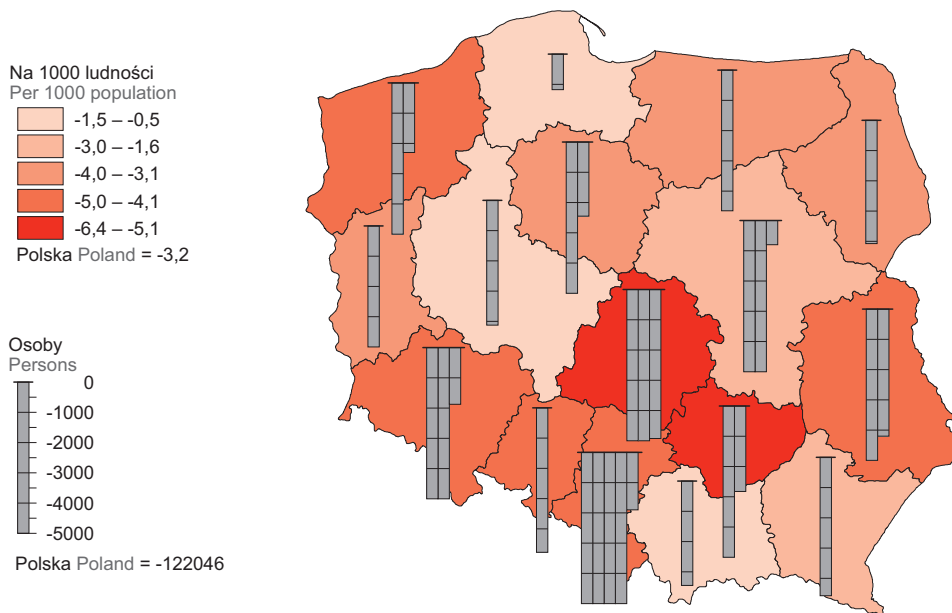 Na 1000 ludności
Per 1000 population
-1,5 – -0,5
-3,0 – -1,6
-4,0 – -3,1
-5,0 – -4,1
-6,4 – -5,1
Polska Poland = -3,2
Osoby
Persons
0
-1000
-2000
-3000
-4000
-5000
Polska Poland = -122046